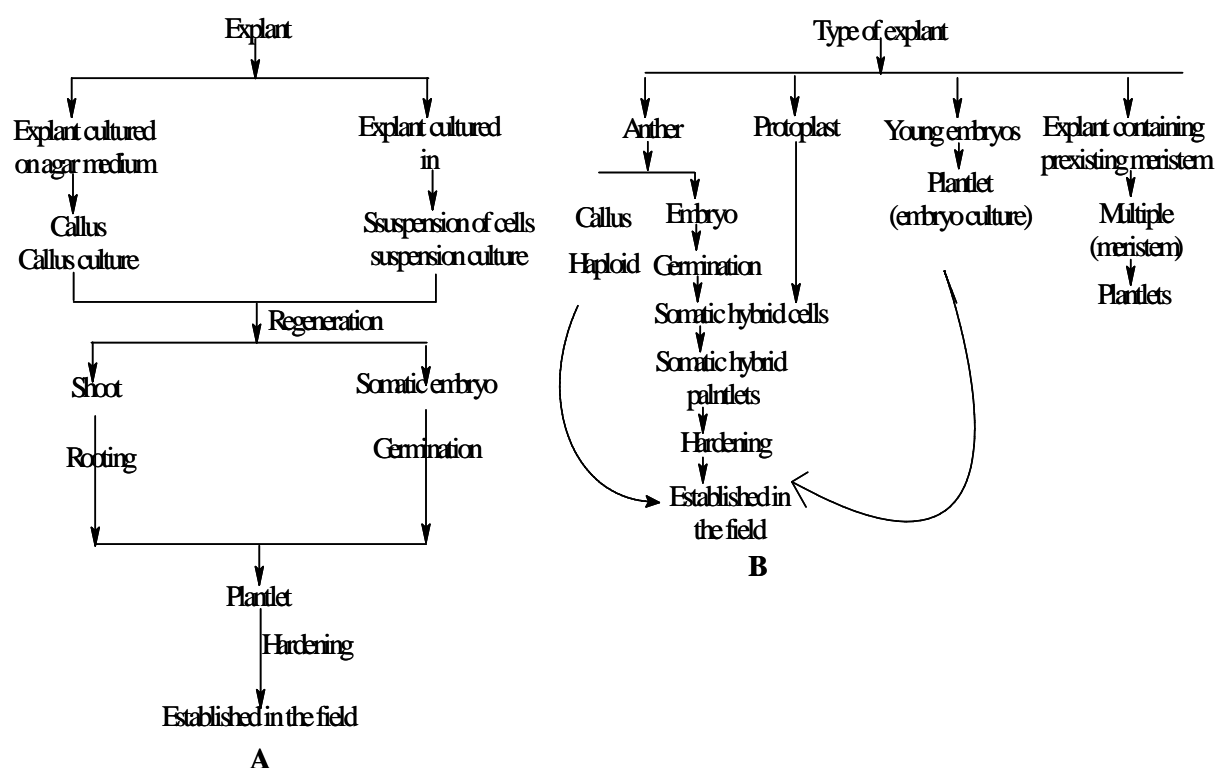 Explant
Explant cultured
on agar medium
Callus
Callus culture
Explant cultured
in
Ssuspension of cells
suspension culture
Regeneration
Shoot
Somatic embryo
Rooting
Germination
Plantlet
Hardening
Established in the field
A
Type of explant
Anther
Protoplast
Young embryos
Explant containing
prexisting meristem
Callus
Haploid
Embryo
Germination
Plantlet
(embryo culture)
Multiple
(meristem)
Plantlets
Somatic hybrid cells
Somatic hybrid
palntlets
Hardening
Established in
the field
B